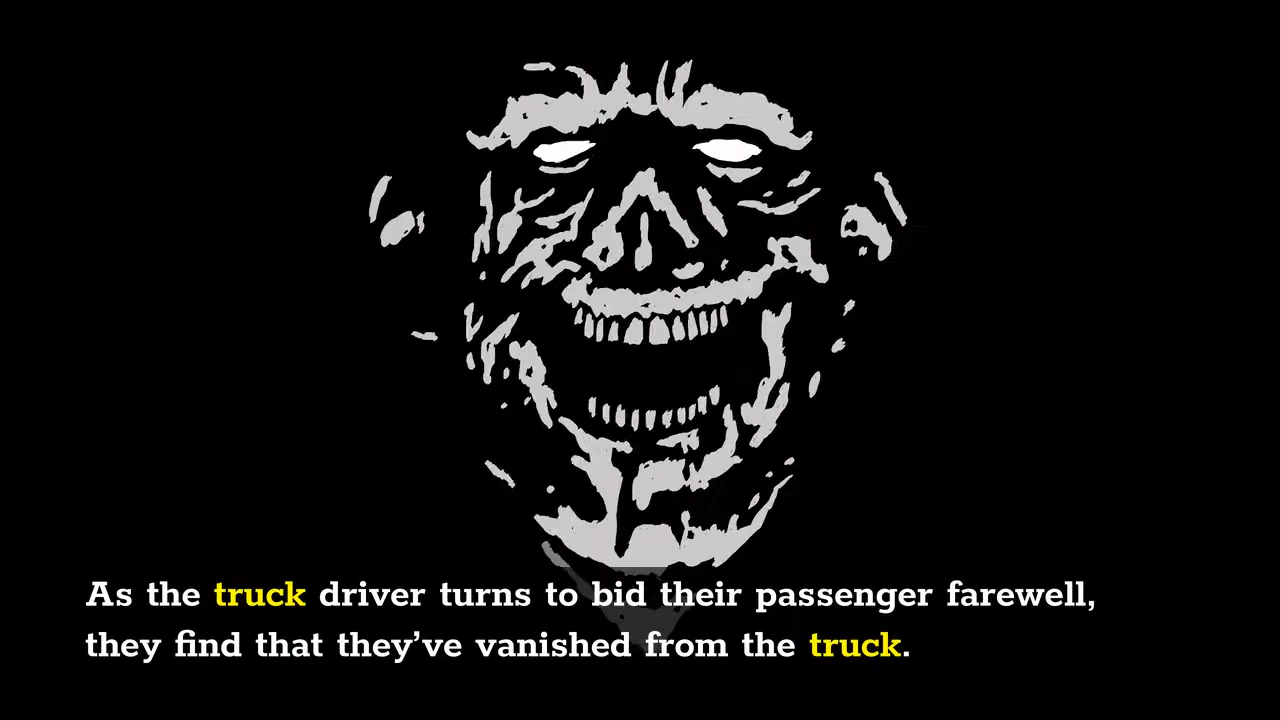 As the truck driver turns to bid their passenger farewell,
they find that they’ve vanished from the truck.